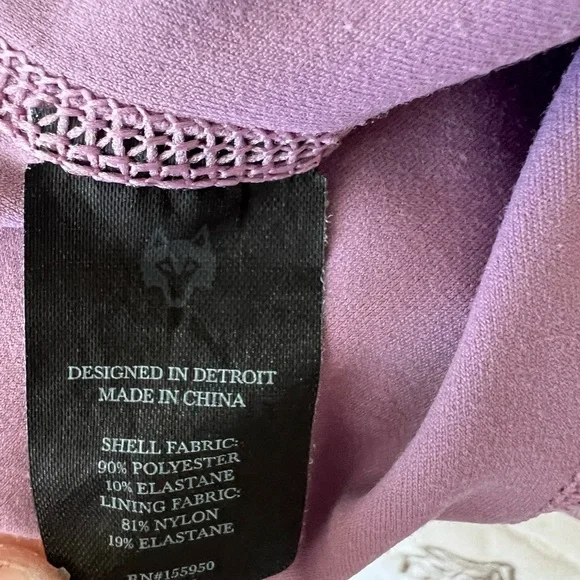 DESIGNED IN DETROIT
MADE IN CHINA
SHELL FABRIC:
90% POLYESTER
10% ELASTANE
LINING FABRIC:
81% NYLON
19% ELASTANE
RN#155950